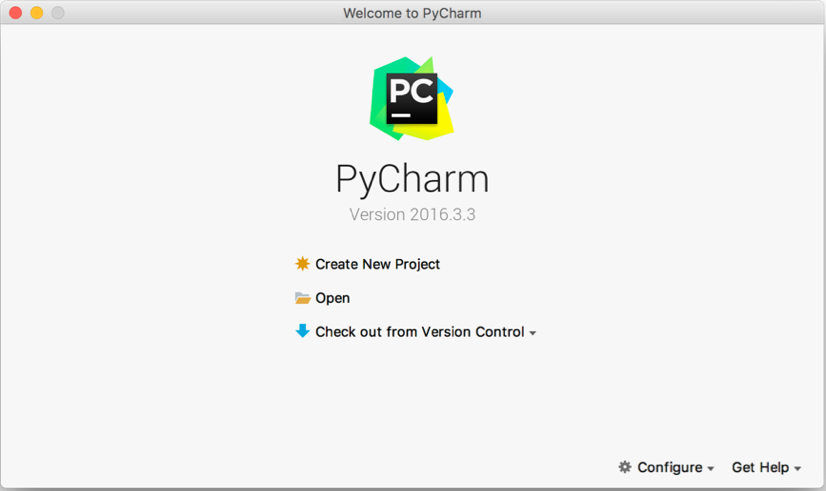 Welcome to PyCharm
PC
PyCharm
Version 2016.3.3
Create New Project
Open
Check out from Version Control
Configure Get Help